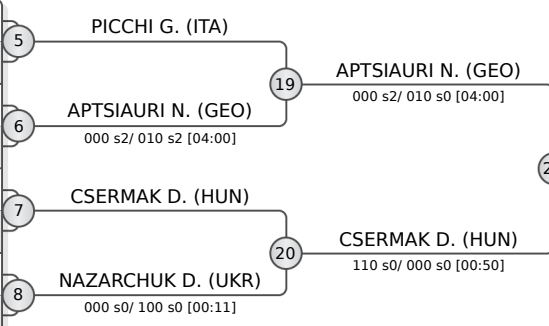 PICCHI G. (ITA)
5
APTSIAURI N. (GEO)
19
000 s2/ 010 s0 [04:00]
APTSIAURI N. (GEO)
6
000 s2/ 010 s2 [04:00]
CSERMAK D. (HUN)
7
CSERMAK D. (HUN)
20
110 s0/ 000 s0 [00:50]
NAZARCHUK D. (UKR)
8
000 s0/ 100 s0 [00:11]